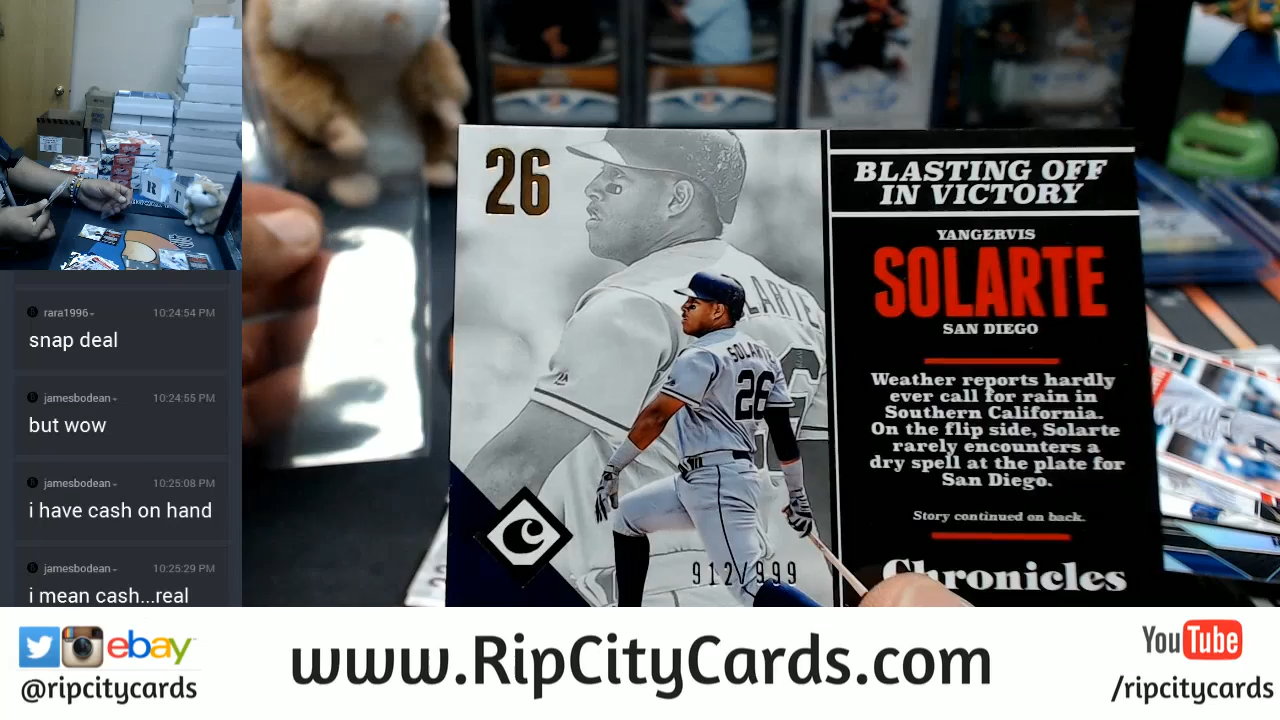 rara1996
10:24:54 PM
snap deal
jamesbodean
10:24:55 PM
but wow
jamesbodean
10:25:08 PM
i have cash on hand
jamesbodean
10:25:29 PM
i mean cash...real
26
SOLARTE
26
912/999
BLASTING OFF
IN VICTORY
YANGERVIS
SOLARTE
SAN DIEGO
Weather reports hardly
ever call for rain in
Southern California.
On the flip side, Solarte
rarely encounters a
dry spell at the plate for
San Diego.
Story continued on back.
Chronicles
ebay
@ripcitycards
www.RipCityCards.com
YouTube
/ripcitycards